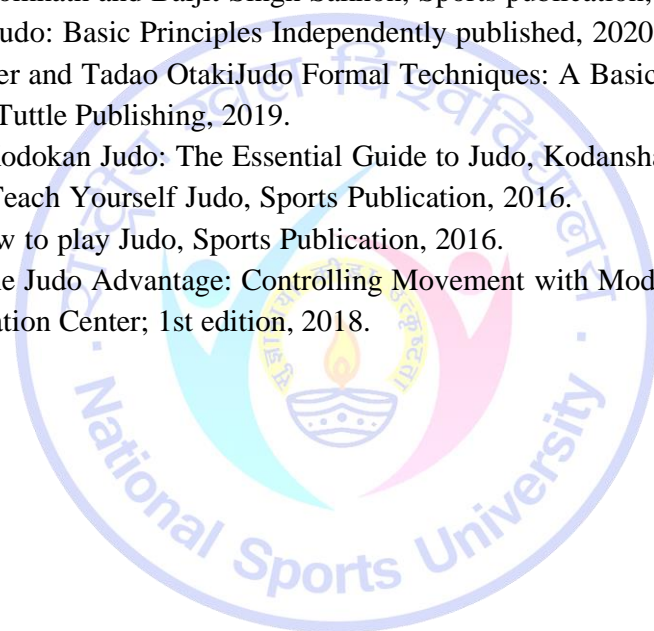 and Baljit Singh Sports publication,
udo: Basic Principles Independently published, 2020
er and Tadao OtakiJudo Formal Techniques: A Basic
Tuttle Publishing, 2019.
odokan Judo: The Essential Guide to Judo, Kodansha
Teach Yourself Judo, Sports Publication, 2016.
w to play Judo, Sports Publication, 2016.
e Judo Advantage: Controlling Movement with Mod
ation Center; 1st edition, 2018.
राष्ट्रीय खेल विश्वविद्यालय
National Sports University